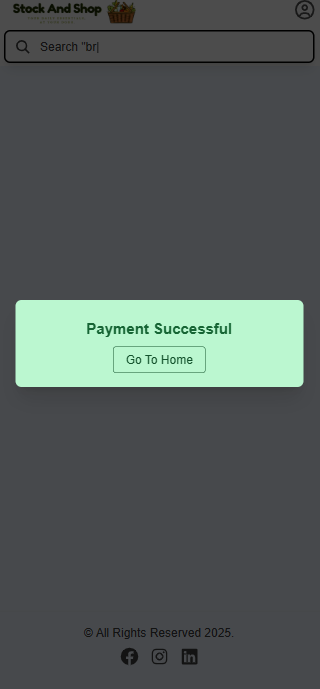 Stock And Shop
Search "br|
Payment Successful
Go To Home
© All Rights Reserved 2025.